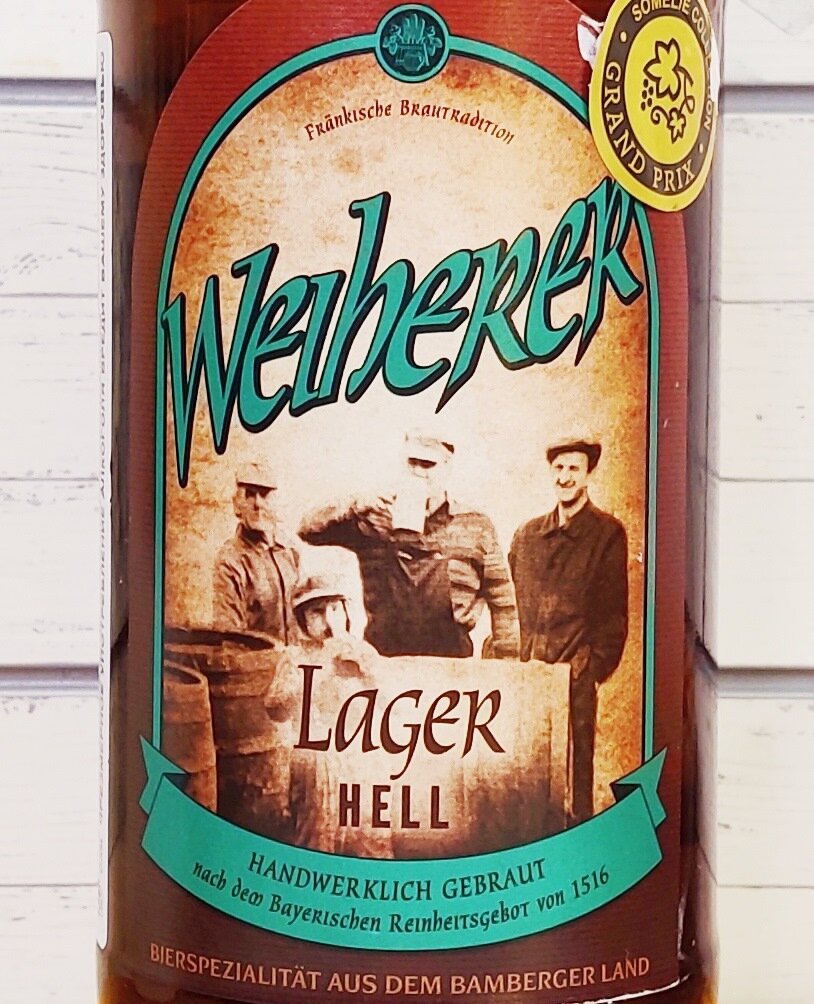 Fränkische Brautradition
SOMELIE COLL
GRAND PRIX
Weiherer
Lager
HELL
HANDWERKLICH GEBRAUT
nach dem Bayerischen Reinheitsgebot von 1516
BIERSPEZIALITÄT AUS DEM BAMBERGER LAND